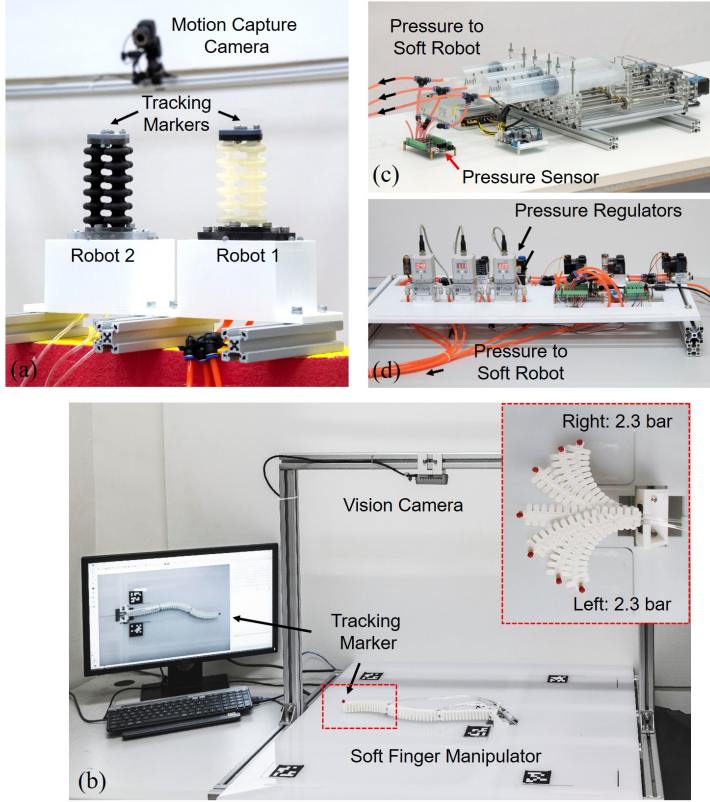 Motion Capture
Camera
Tracking
Markers
Robot 2
Robot 1
(a)
Pressure to
Soft Robot
Pressure Sensor
(c)
Pressure Regulators
Pressure to
Soft Robot
(d)
Right: 2.3 bar
Vision Camera
Left: 2.3 bar
Tracking
Marker
Soft Finger Manipulator
(b)